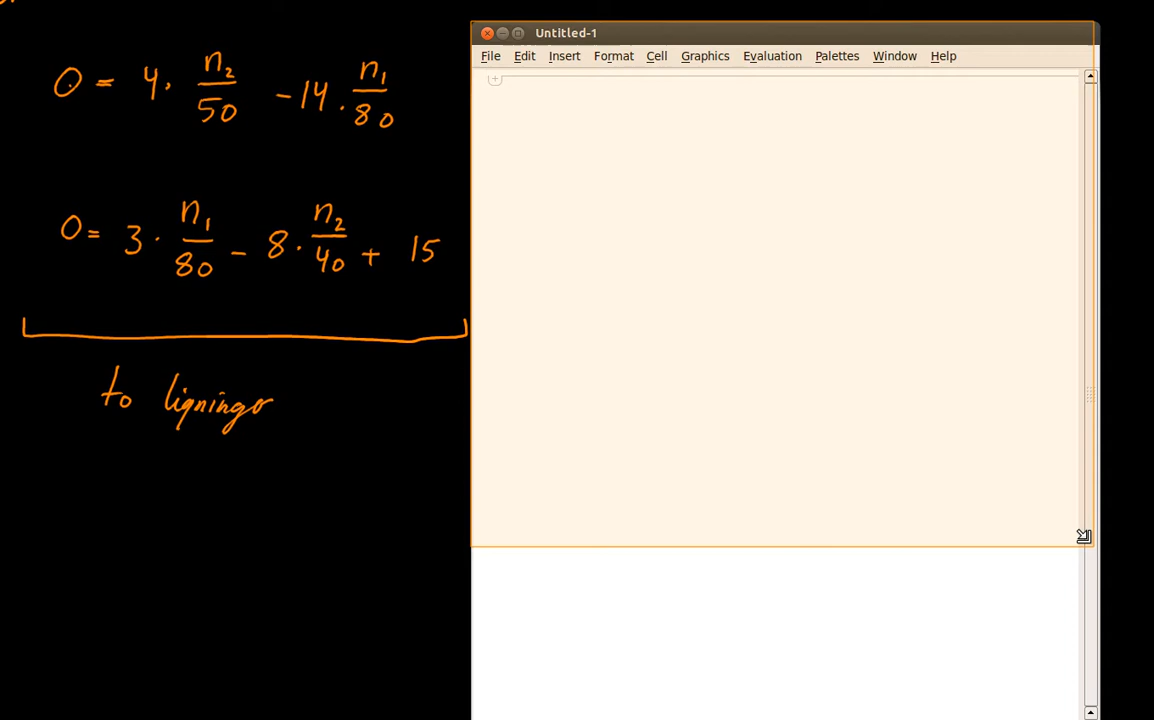 0 = 4 · n₂/50 - 14 · n₁/80
0 = 3 · n₁/80 - 8 · n₂/40 + 15
to ligninger
Untitled-1
File Edit Insert Format Cell Graphics Evaluation Palettes Window Help